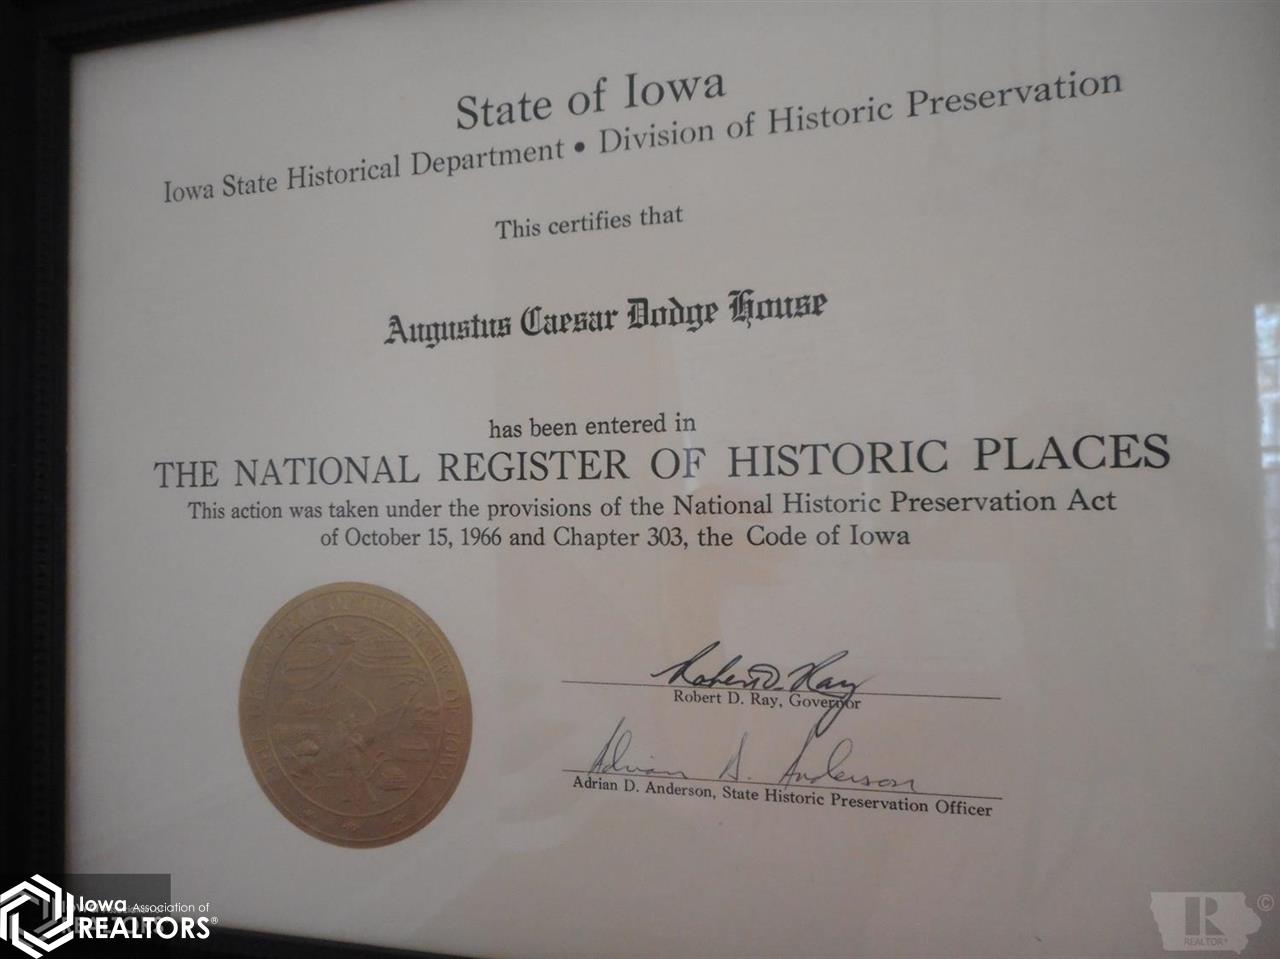 State of Iowa
Iowa State Historical Department • Division of Historic Preservation
This certifies that
Augustus Caesar Dodge House
has been entered in
THE NATIONAL REGISTER OF HISTORIC PLACES
This action was taken under the provisions of the National Historic Preservation Act
of October 15, 1966 and Chapter 303, the Code of Iowa
Robert D. Ray
Robert D. Ray, Governor
Adrian D. Anderson
Adrian D. Anderson, State Historic Preservation Officer
Iowa Association of
REALTORS®
R
REALTOR®
©